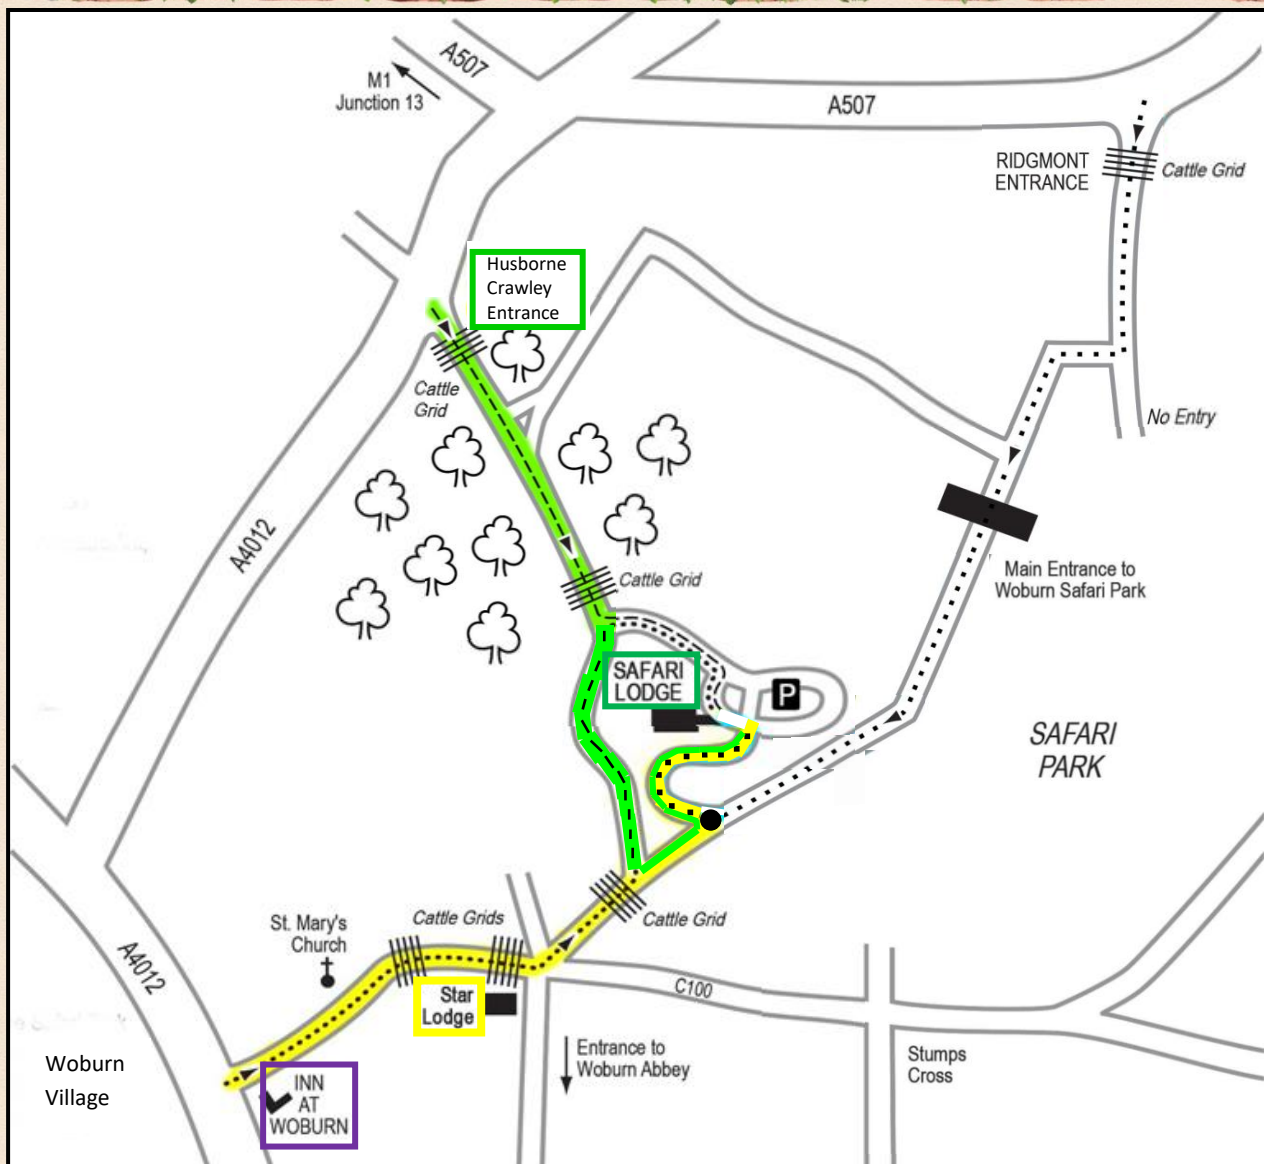 A507
M1
Junction 13
A507
RIDGMONT
ENTRANCE
Cattle Grid
Husborne
Crawley
Entrance
Cattle
Grid
No Entry
A4012
Cattle Grid
Main Entrance to
Woburn Safari Park
SAFARI
LODGE
P
SAFARI
PARK
St. Mary's
Church
Cattle Grids
Cattle Grid
A4012
Star
Lodge
C100
Entrance to
Woburn Abbey
Stumps
Cross
Woburn
Village
INN
AT
WOBURN